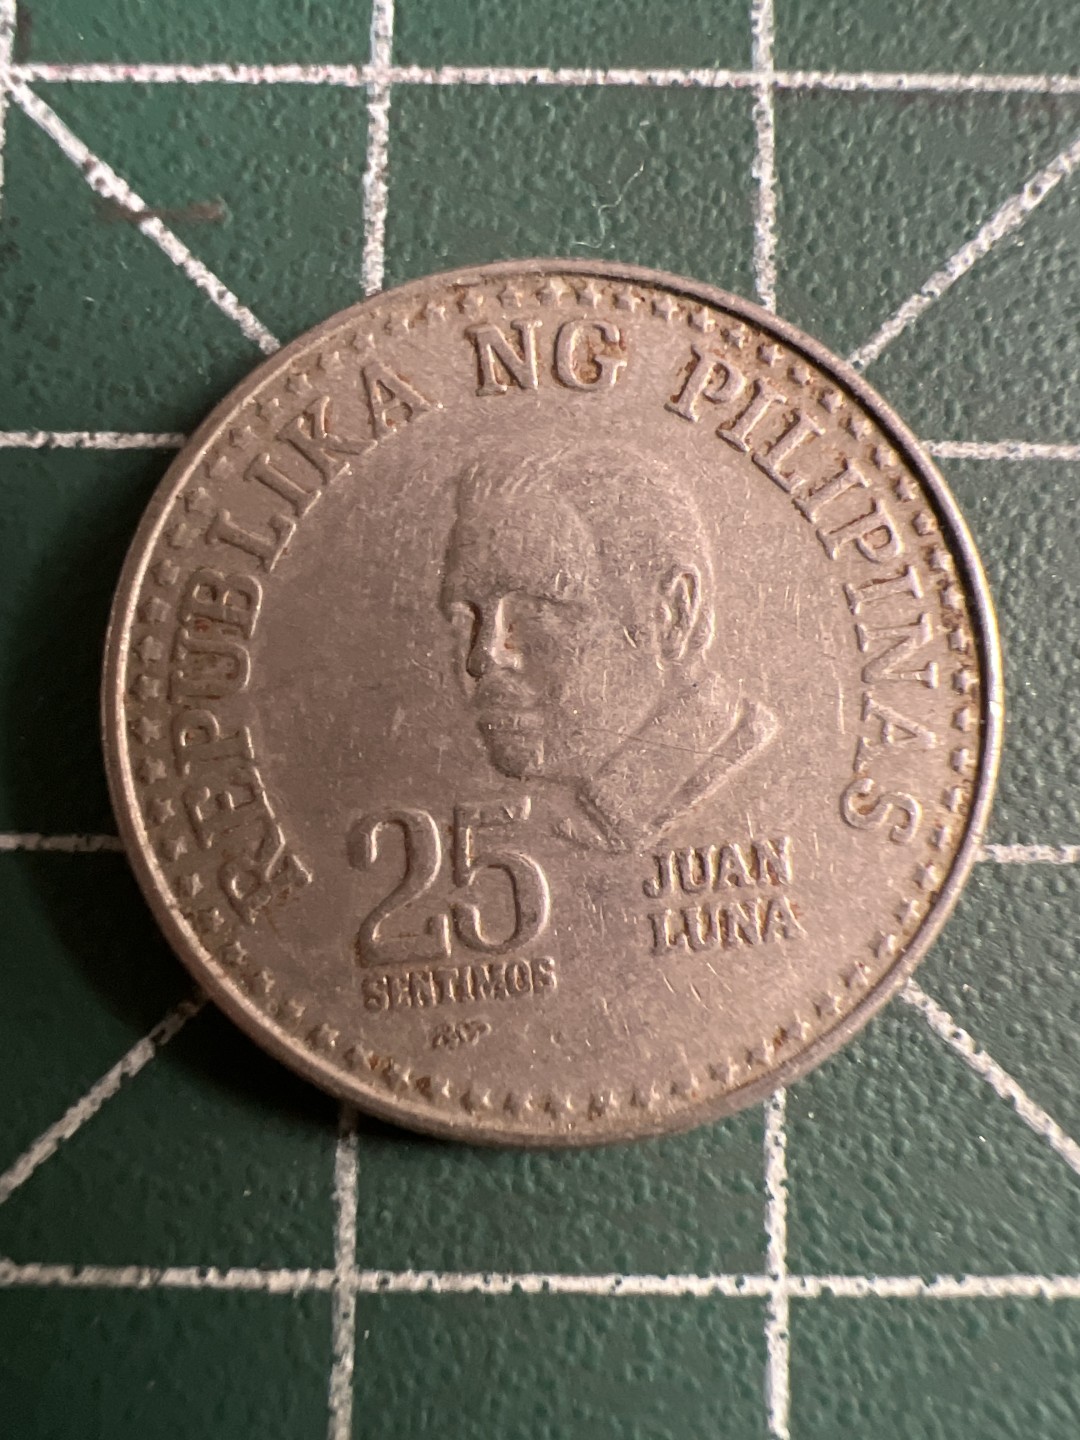 REPUBLIKA NG PILIPINAS
25
SENTIMOS
JUAN
LUNA